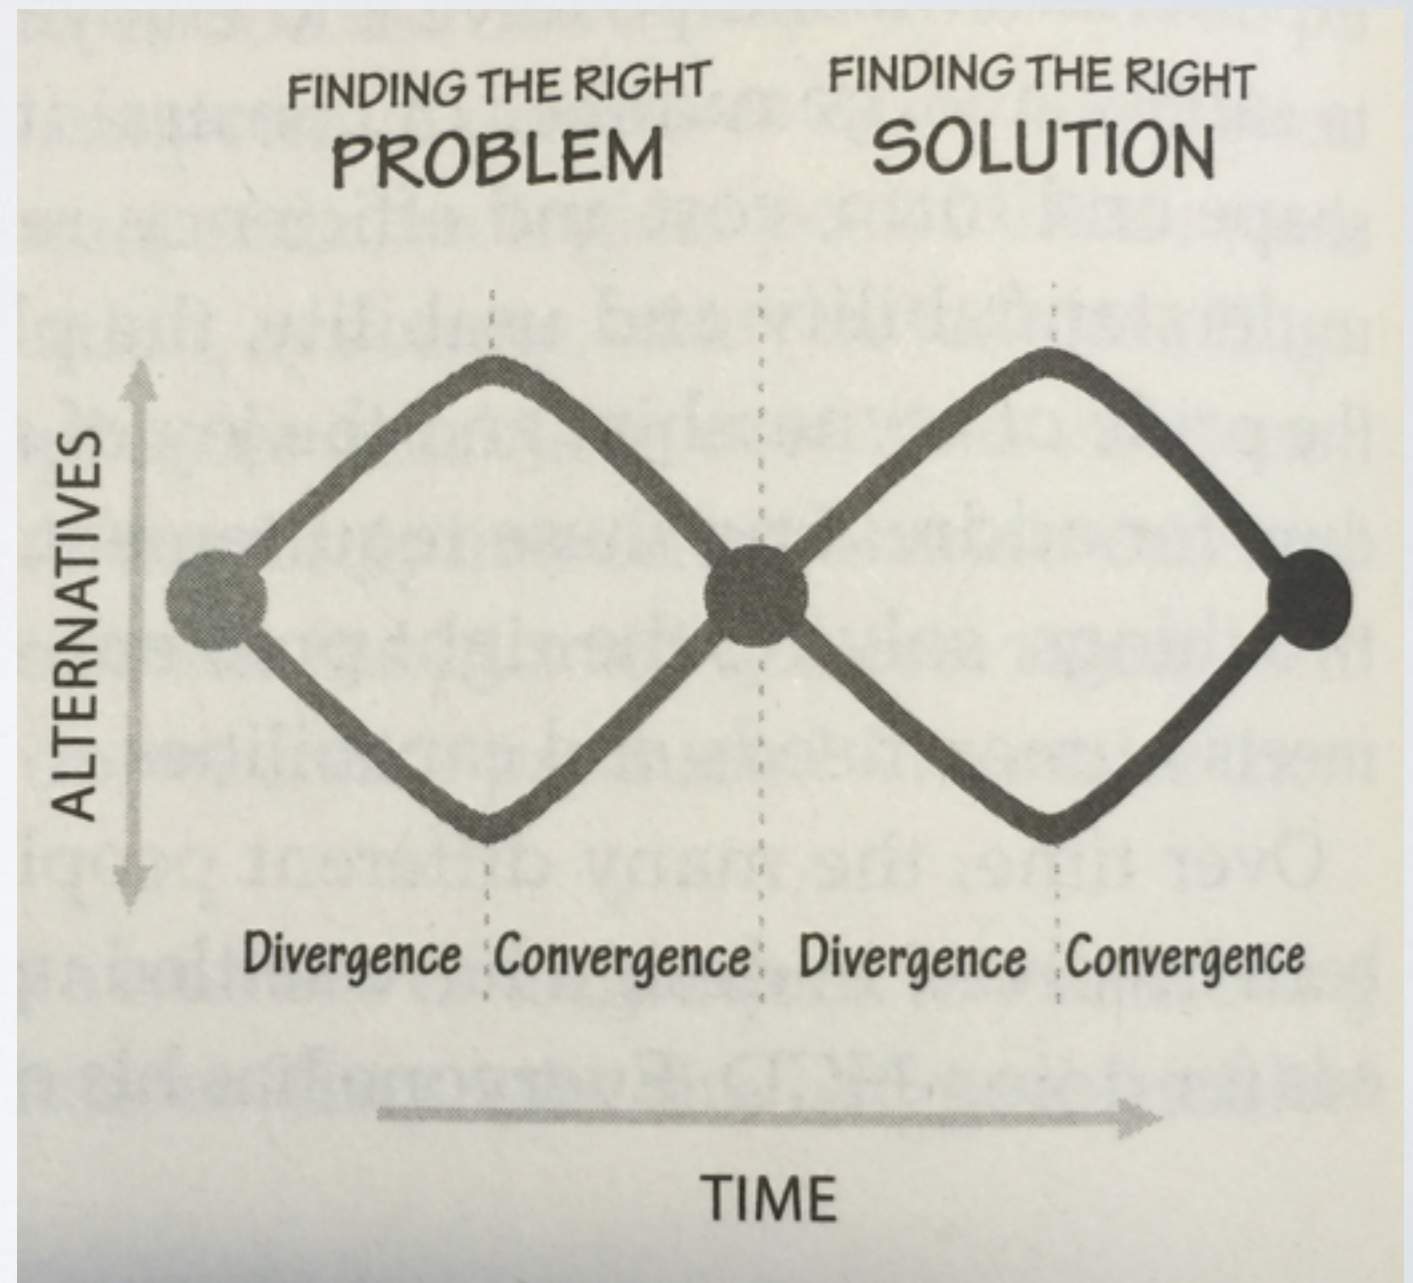 FINDING THE RIGHT
PROBLEM
FINDING THE RIGHT
SOLUTION
ALTERNATIVES
Divergence
Convergence
Divergence
Convergence
TIME